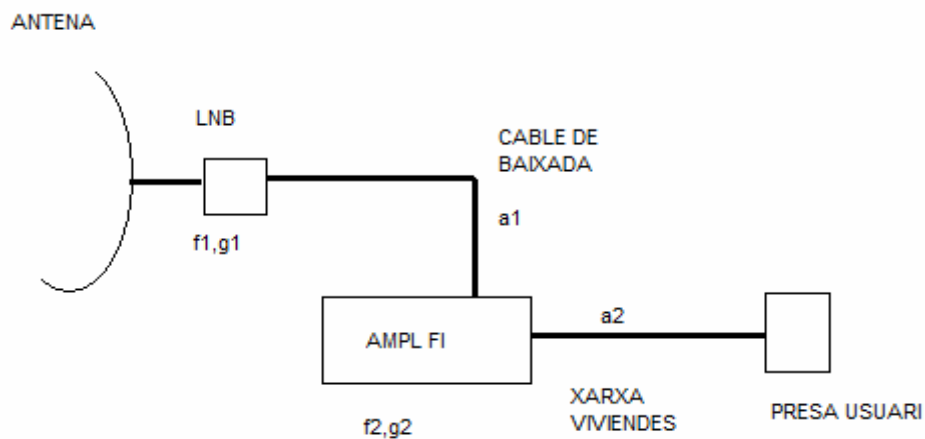 ANTENA
LNB
f1,g1
CABLE DE
BAIXADA
a1
AMPL FI
f2,g2
a2
XARXA
VIVIENDES
PRESA USUARI